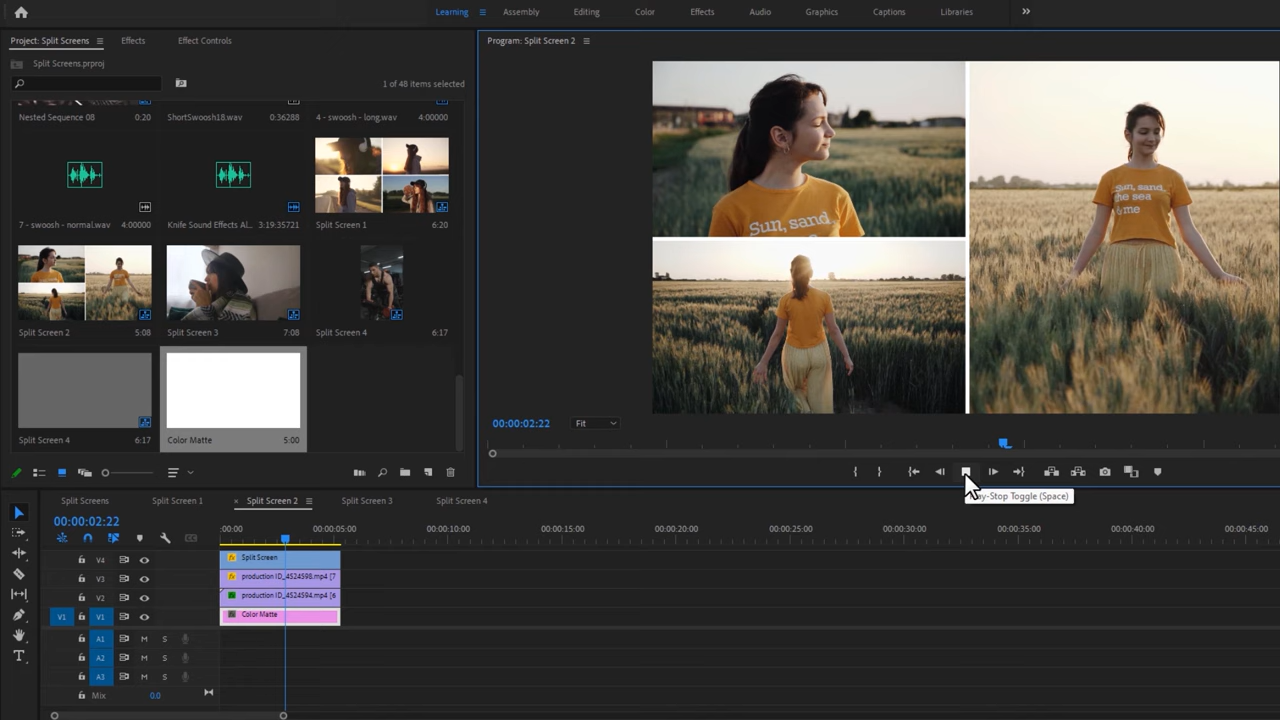 Learning Assembly Editing Color Effects Audio Graphics Captions Libraries
Project: Split Screens Effects Effect Controls
Split Screens.prproj
1 of 48 items selected
Nested Sequence 08 0:20 ShortSwoosh18.wav 0:36288 4 - swoosh - long.wav 4:00000
7 - swoosh - normal.wav 4:00000 Knife Sound Effects Al... 3:19:35721 Split Screen 1 6:20
Split Screen 2 5:08 Split Screen 3 7:08 Split Screen 4 6:17
Split Screen 4 6:17 Color Matte 5:00
Program: Split Screen 2
Sun, sand,
Sun, sand,
the sea
& me
00:00:02:22 Fit
Play-Stop Toggle (Space)
Split Screens Split Screen 1 × Split Screen 2 Split Screen 3 Split Screen 4
00:00:02:22
:00:00 00:00:05:00 00:00:10:00 00:00:15:00 00:00:20:00 00:00:25:00 00:00:30:00 00:00:35:00 00:00:40:00 00:00:45:00
V4 fx Split Screen
V3 fx production ID_4524598.mp4 [7
V2 fx production ID_4524594.mp4 [6
V1 V1 fx Color Matte
A1 M S
A2 M S
A3 M S
Mix 0.0
T